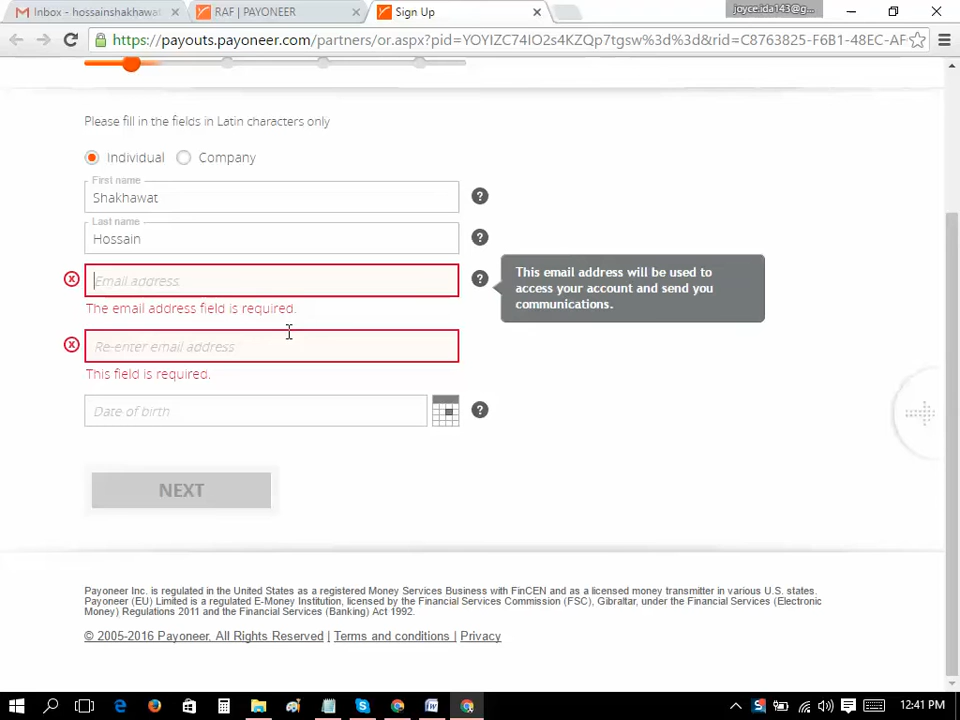 Inbox - hossainshakhawat
RAF | PAYONEER
Sign Up
joyce.ida143@g...
https://payouts.payoneer.com/partners/or.aspx?pid=YOYIZC74IO2s4KZQp7tgsw%3d%3d&rid=C8763825-F6B1-48EC-AF
Please fill in the fields in Latin characters only
Individual
Company
First name
Shakhawat
Last name
Hossain
Email address
The email address field is required.
This email address will be used to
access your account and send you
communications.
Re-enter email address
This field is required.
Date of birth
NEXT
Payoneer Inc. is regulated in the United States as a registered Money Services Business with FinCEN and as a licensed money transmitter in various U.S. states.
Payoneer (EU) Limited is a regulated E-Money Institution, licensed by the Financial Services Commission (FSC), Gibraltar, under the Financial Services (Electronic
Money) Regulations 2011 and the Financial Services (Banking) Act 1992.
© 2005-2016 Payoneer, All Rights Reserved | Terms and conditions | Privacy
12:41 PM